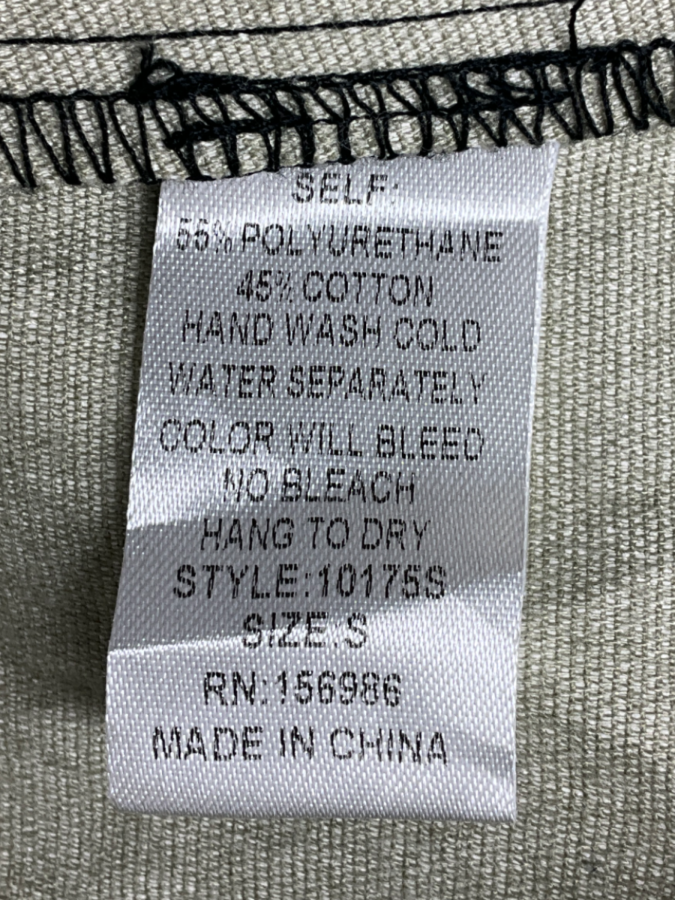 SELF:
55% POLYURETHANE
45% COTTON
HAND WASH COLD
WATER SEPARATELY
COLOR WILL BLEED
NO BLEACH
HANG TO DRY
STYLE:10175S
SIZE:S
RN:156986
MADE IN CHINA